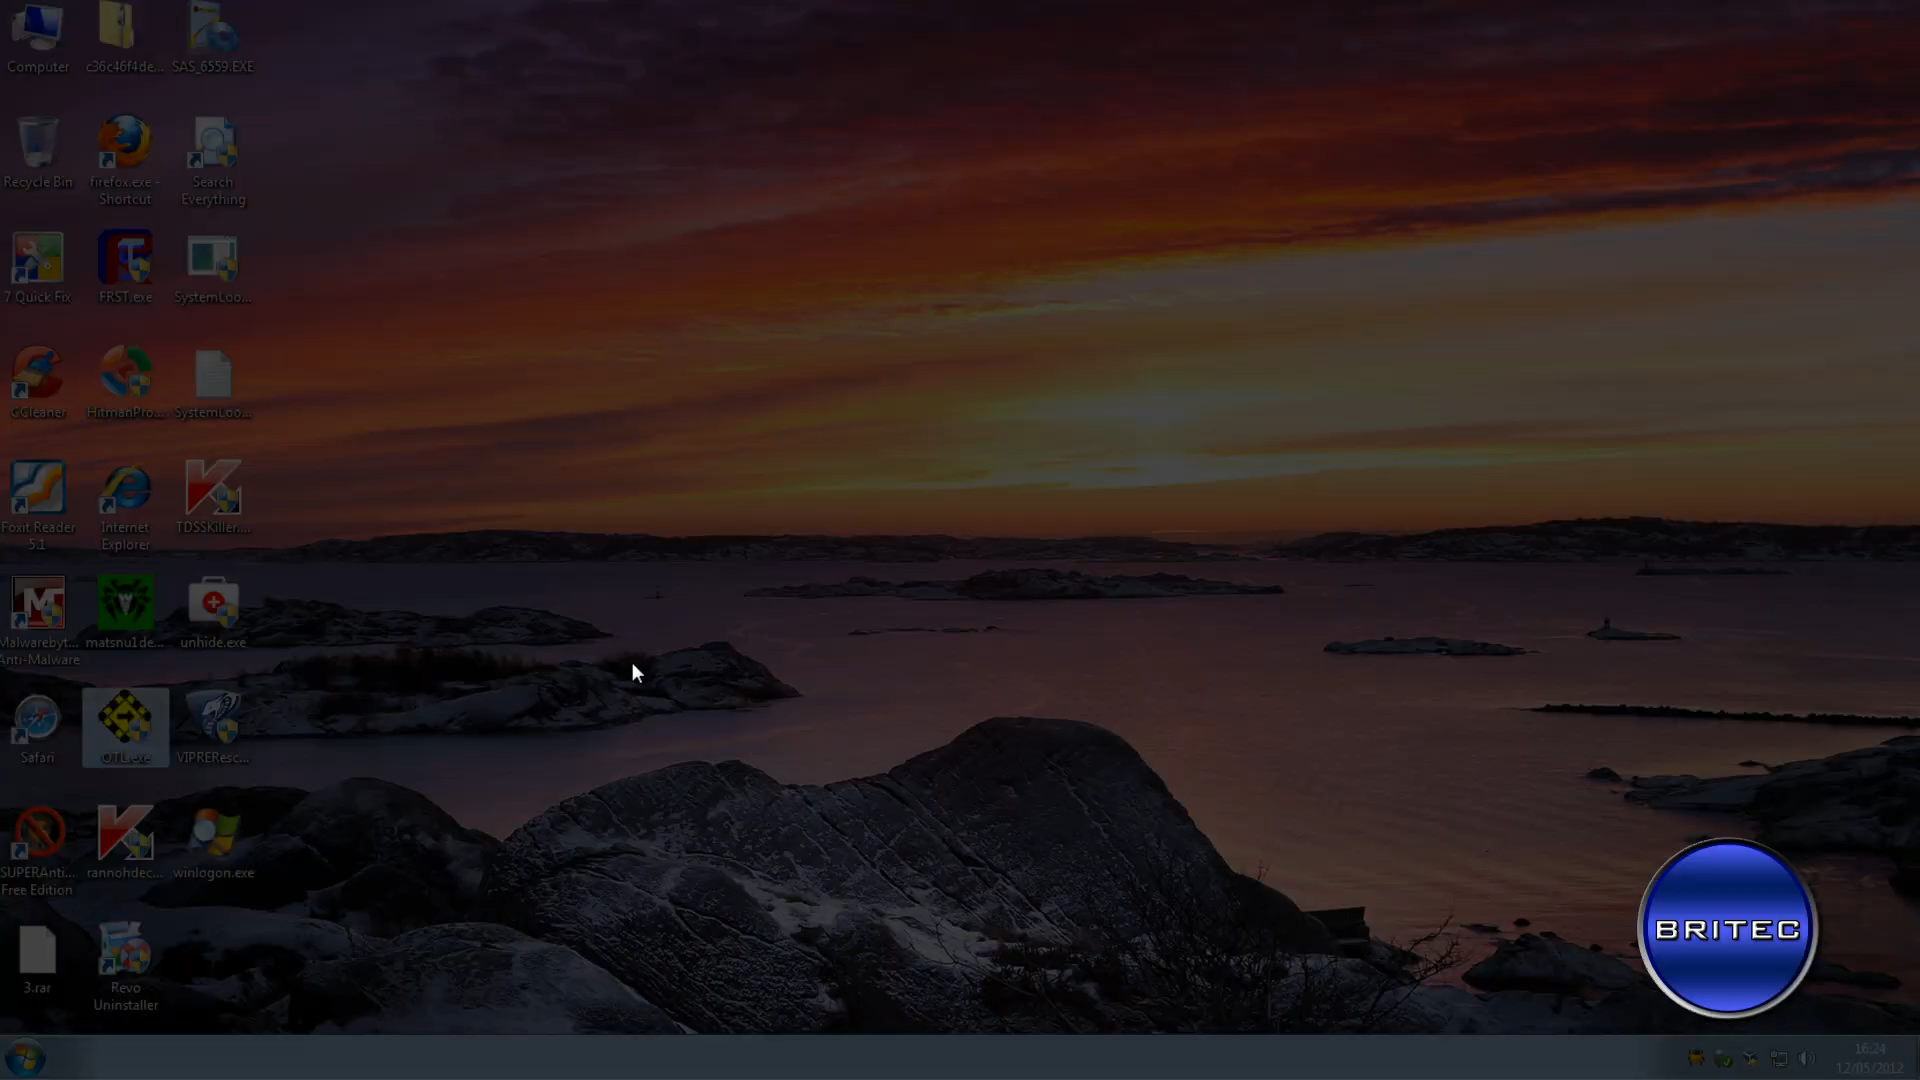 Computer
c36c46f4de...
SAS_6559.EXE
Recycle Bin
firefox.exe -
Shortcut
Search
Everything
7 Quick Fix
FRST.exe
SystemLoo...
CCleaner
HitmanPro...
SystemLoo...
Foxit Reader
5.1
Internet
Explorer
TDSSKiller....
Malwarebyt...
Anti-Malware
matsnu1de...
unhide.exe
Safari
OTL.exe
VIPREResc...
SUPERAnti...
Free Edition
rannohdec...
winlogon.exe
3.rar
Revo
Uninstaller
BRITEC
16:24
12/05/2012